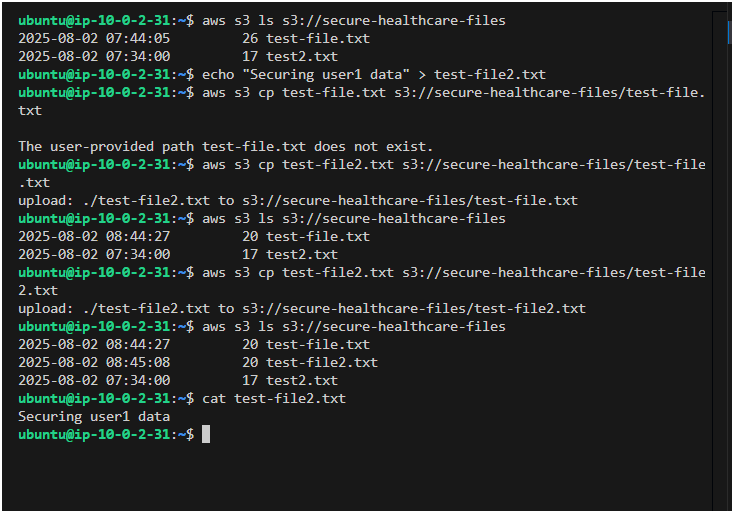 ubuntu@ip-10-0-2-31:~$ aws s3 ls s3://secure-healthcare-files
2025-08-02 07:44:05         26 test-file.txt
2025-08-02 07:34:00         17 test2.txt
ubuntu@ip-10-0-2-31:~$ echo "Securing user1 data" > test-file2.txt
ubuntu@ip-10-0-2-31:~$ aws s3 cp test-file.txt s3://secure-healthcare-files/test-file.
txt

The user-provided path test-file.txt does not exist.
ubuntu@ip-10-0-2-31:~$ aws s3 cp test-file2.txt s3://secure-healthcare-files/test-file
.txt
upload: ./test-file2.txt to s3://secure-healthcare-files/test-file.txt
ubuntu@ip-10-0-2-31:~$ aws s3 ls s3://secure-healthcare-files
2025-08-02 08:44:27         20 test-file.txt
2025-08-02 07:34:00         17 test2.txt
ubuntu@ip-10-0-2-31:~$ aws s3 cp test-file2.txt s3://secure-healthcare-files/test-file
2.txt
upload: ./test-file2.txt to s3://secure-healthcare-files/test-file2.txt
ubuntu@ip-10-0-2-31:~$ aws s3 ls s3://secure-healthcare-files
2025-08-02 08:44:27         20 test-file.txt
2025-08-02 08:45:08         20 test-file2.txt
2025-08-02 07:34:00         17 test2.txt
ubuntu@ip-10-0-2-31:~$ cat test-file2.txt
Securing user1 data
ubuntu@ip-10-0-2-31:~$